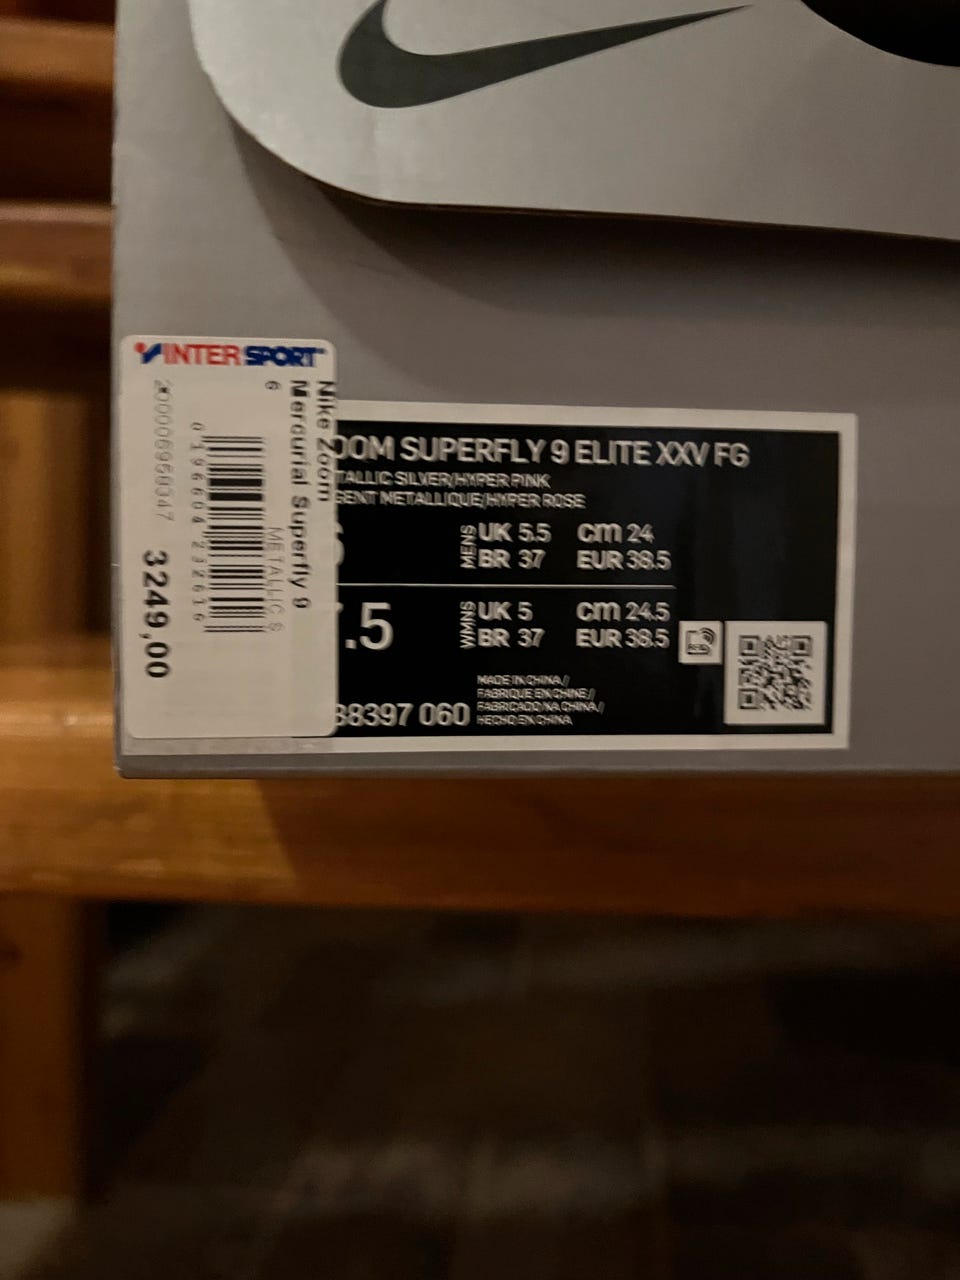 INTERSPORT
Nike Zoom
Mercurial Superfly 9
6
METALLIC S
3249,00
OOM SUPERFLY 9 ELITE XXV FG
TALLIC SILVER/HYPER PINK
GENT METALLIQUE/HYPER ROSE
MENS UK 5.5 cm 24
BR 37 EUR 38.5
.5
WMNS UK 5 cm 24.5
BR 37 EUR 38.5
MADE IN CHINA /
FABRIQUE EN CHINE /
FABRICADO NA CHINA /
HECHO EN CHINA
88397 060